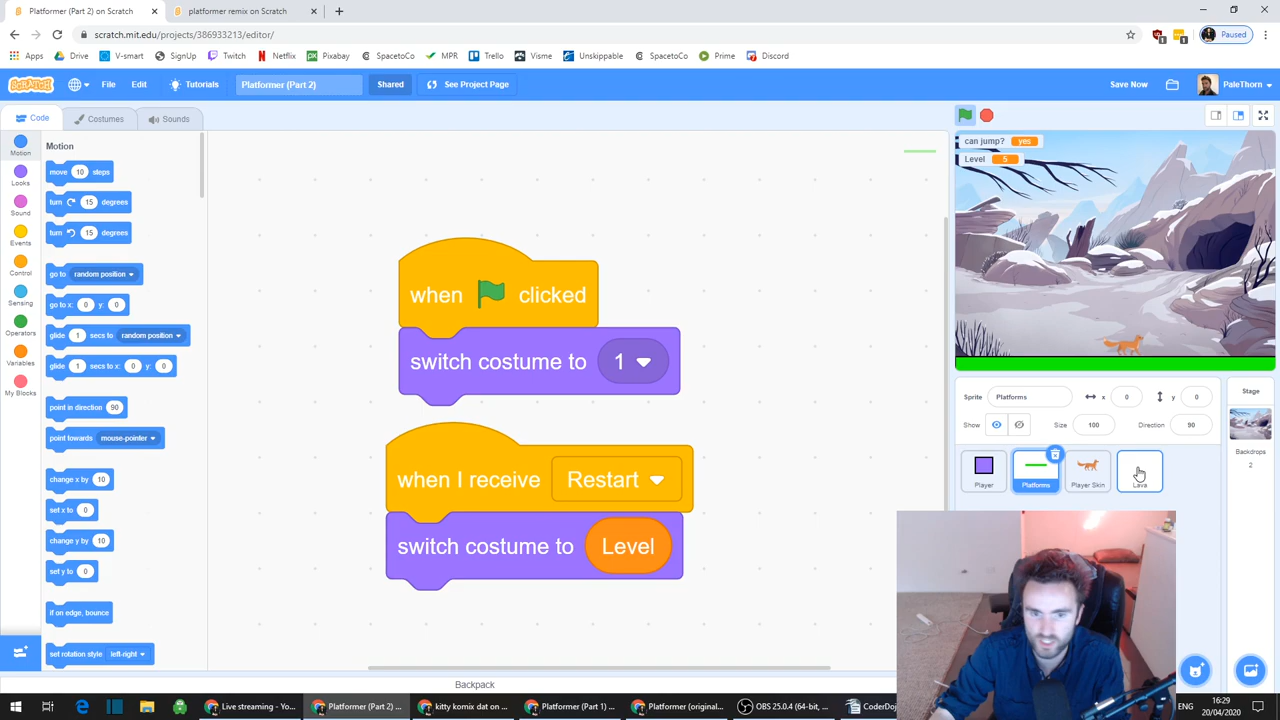 Platformer (Part 2) on Scratch
platformer remix on Scratch
scratch.mit.edu/projects/386933213/editor/
Paused
Apps Drive V-smart SignUp Twitch Netflix Pixabay SpacetoCo MPR Trello Visme Unskippable SpacetoCo Prime Discord
SCRATCH File Edit Tutorials Platformer (Part 2) Shared See Project Page Save Now PaleThorn
Code Costumes Sounds
Motion
Looks
Sound
Events
Control
Sensing
Operators
Variables
My Blocks
Motion
move 10 steps
turn 15 degrees
turn 15 degrees
go to random position
go to x: 0 y: 0
glide 1 secs to random position
glide 1 secs to x: 0 y: 0
point in direction 90
point towards mouse-pointer
change x by 10
set x to 0
change y by 10
set y to 0
if on edge, bounce
set rotation style left-right
when clicked
switch costume to 1
when I receive Restart
switch costume to Level
Backpack
can jump? yes
Level 5
Sprite Platforms x 0 y 0
Show Size 100 Direction 90
Player Platforms Player Skin Lava
Stage
Backdrops
2
Live streaming - Yo...
Platformer (Part 2) ...
kitty komix dat on ...
Platformer (Part 1) ...
Platformer (original...
OBS 25.0.4 (64-bit, ...
CoderDoj
ENG
16:29
20/04/2020